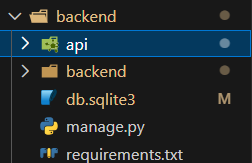 backend
api
backend
db.sqlite3 M
manage.py
requirements.txt